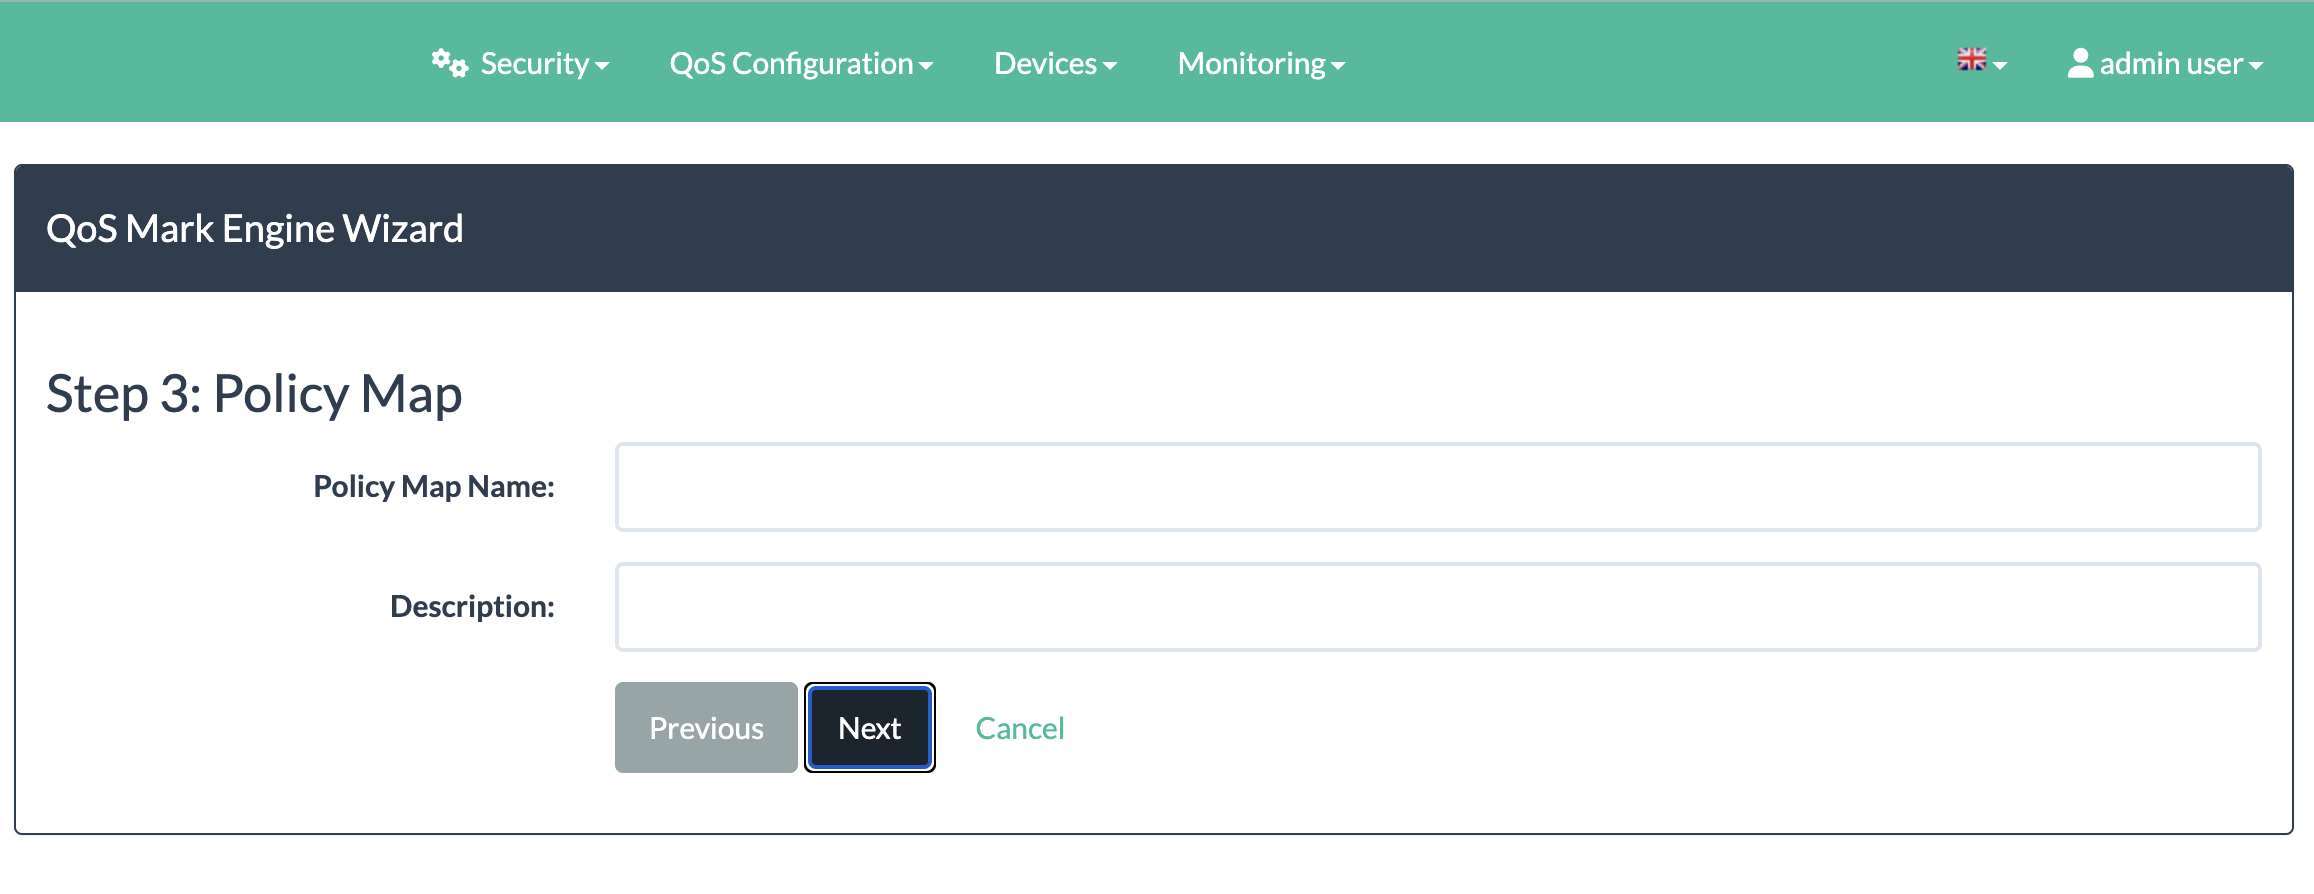 Security QoS Configuration Devices Monitoring admin user
QoS Mark Engine Wizard
Step 3: Policy Map
Policy Map Name:
Description:
Previous Next Cancel